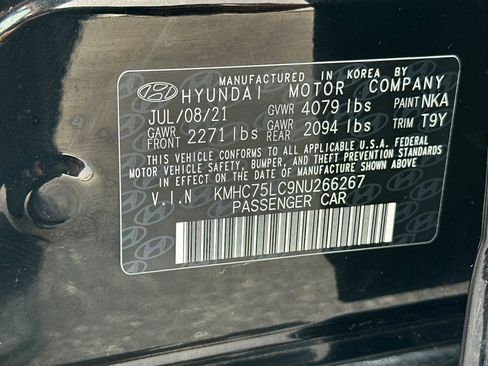 MANUFACTURED IN KOREA BY
HYUNDAI MOTOR COMPANY
JUL/08/21 GVWR 4079 lbs PAINT NKA
GAWR FRONT 2271 lbs GAWR REAR 2094 lbs TRIM T9Y
THIS VEHICLE CONFORMS TO ALL APPLICABLE U.S.A. FEDERAL
MOTOR VEHICLE SAFETY, BUMPER, AND THEFT PREVENTION STANDARDS
IN EFFECT ON THE DATE OF MANUFACTURE SHOWN ABOVE.
V.I.N KMHC75LC9NU266267
PASSENGER CAR